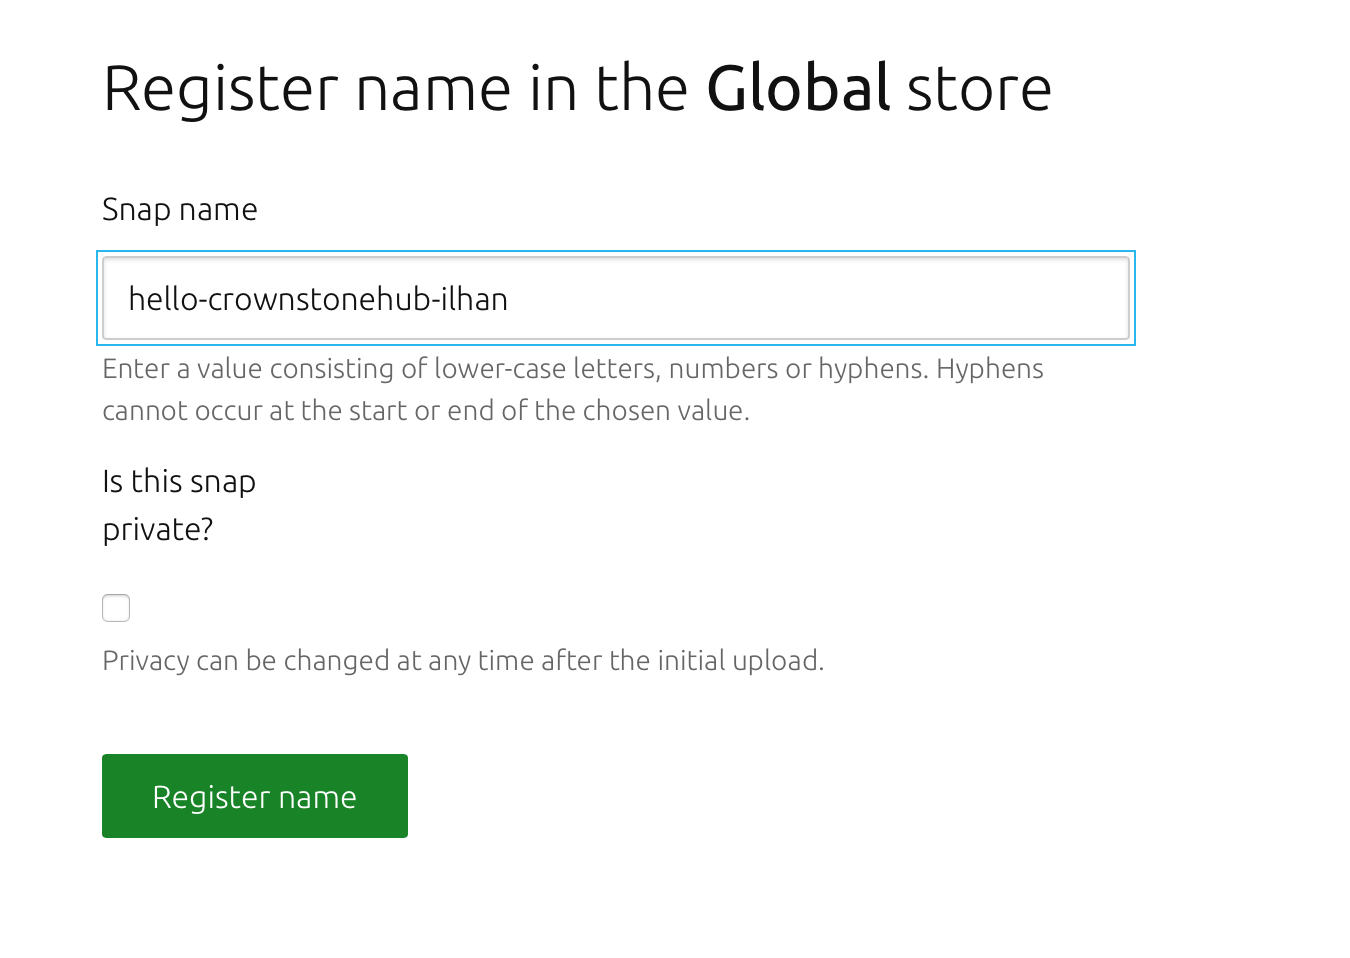 Register name in the Global store
Snap name
hello-crownstonehub-ilhan
Enter a value consisting of lower-case letters, numbers or hyphens. Hyphens
cannot occur at the start or end of the chosen value.
Is this snap
private?
Privacy can be changed at any time after the initial upload.
Register name